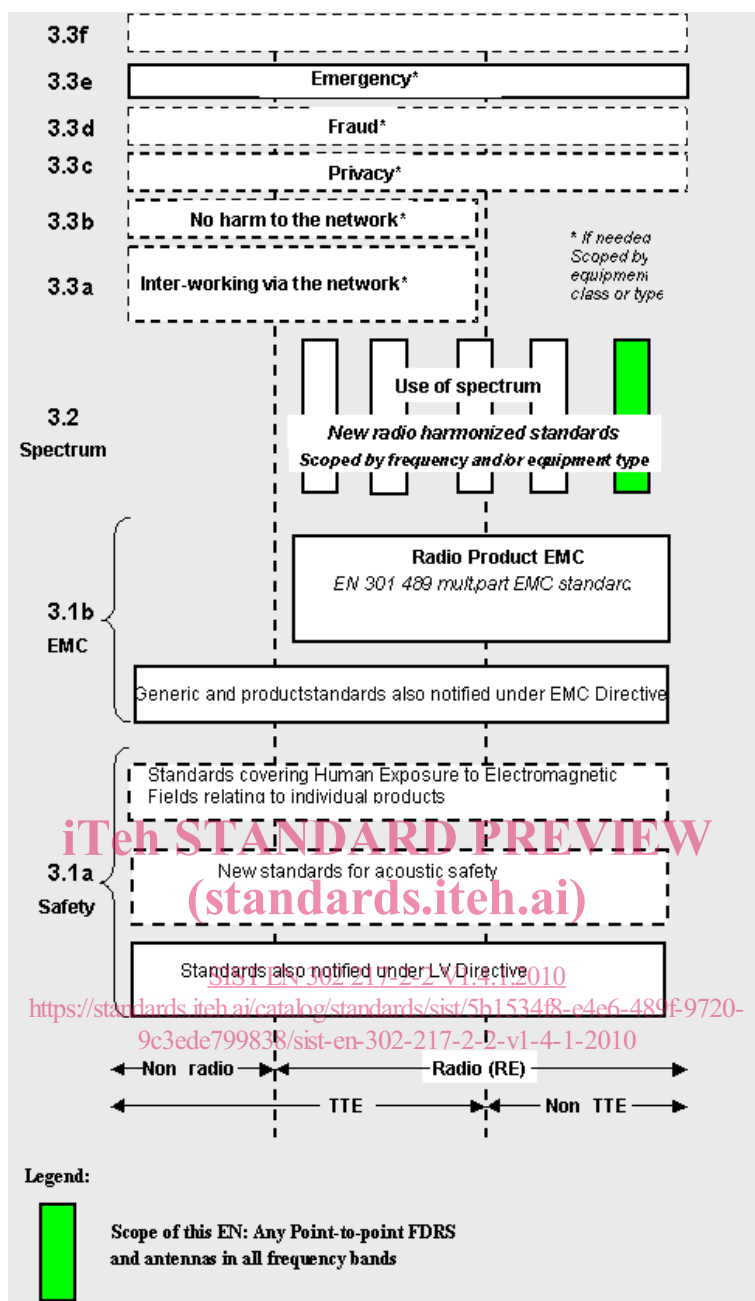 3.3f
3.3e
Emergency*
3.3d
Fraud*
3.3c
Privacy*
3.3b
No harm to the network*
* If needed
Scoped by
equipment
class or type
3.3a
Inter-working via the network*
Use of spectrum
3.2
Spectrum
New radio harmonized standards
Scoped by frequency and/or equipment type
Radio Product EMC
EN 301 489 multipart EMC standard
3.1b
EMC
Generic and productstandards also notified under EMC Directive
Standards covering Human Exposure to Electromagnetic
Fields relating to individual products
iTeh STANDARD PREVIEW
3.1a
Safety
New standards for acoustic safety
(standards.iteh.ai)
Standards also notified under LV Directive
SIST EN 302 217-2-2 V1.4.1:2010
https://standards.iteh.ai/catalog/standards/sist/5b1534f8-e4e6-489f-9720-
9c3ede799838/sist-en-302-217-2-2-v1-4-1-2010
Non radio
Radio (RE)
TTE
Non TTE
Legend:
Scope of this EN: Any Point-to-point FDRS
and antennas in all frequency bands